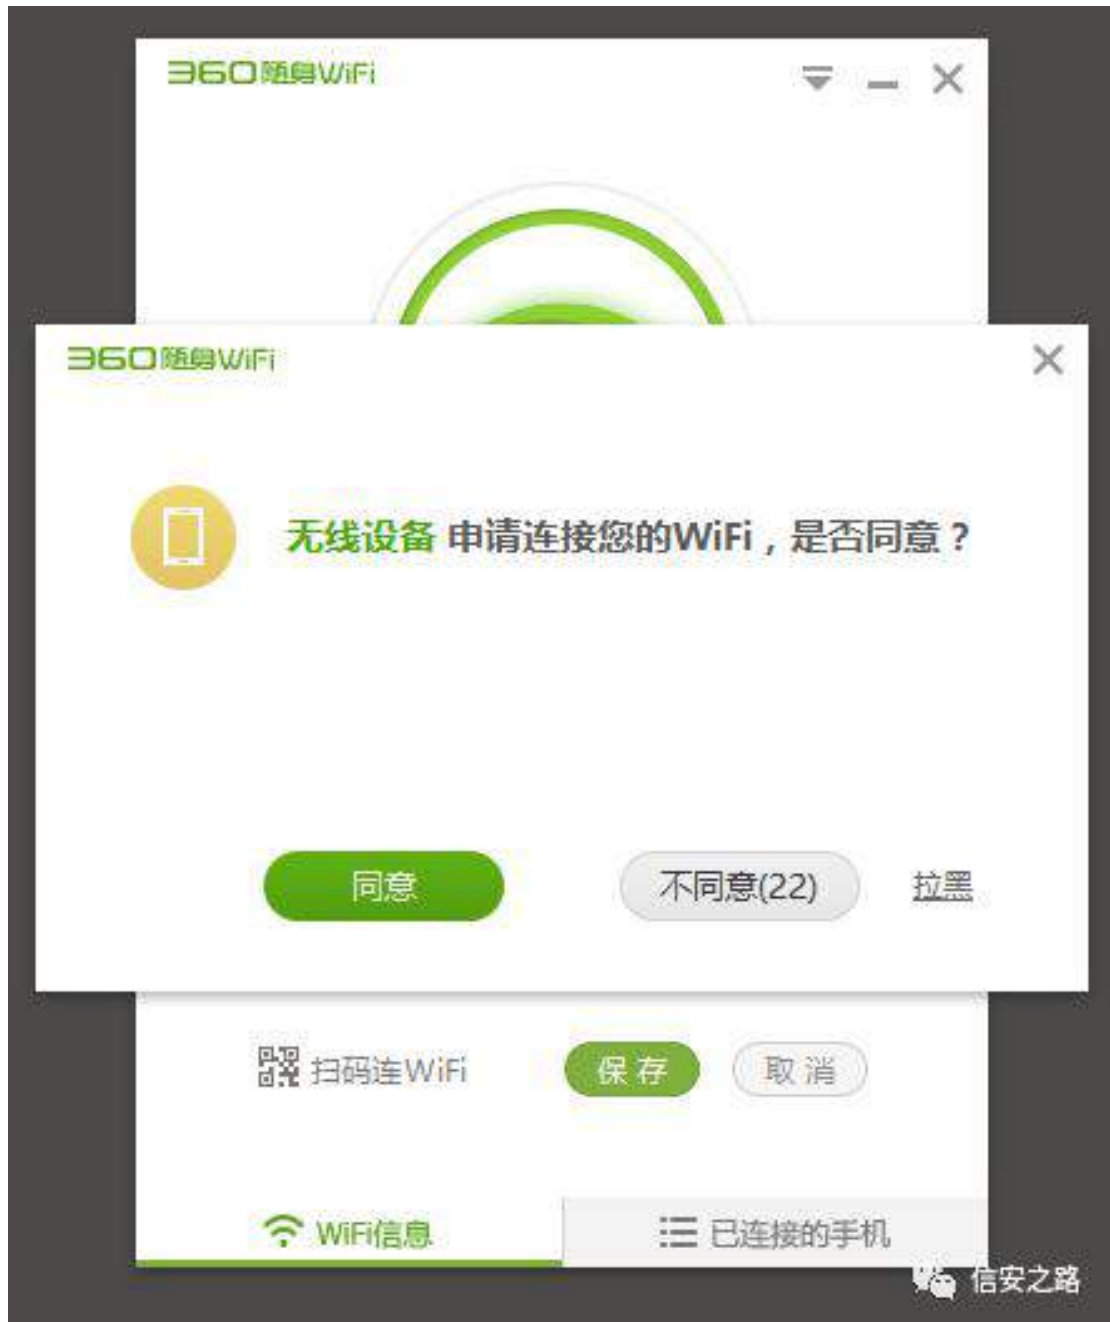 360随身WiFi
360随身WiFi
无线设备 申请连接您的WiFi，是否同意？
同意 不同意(22) 拉黑
扫码连WiFi 保存 取消
WiFi信息 已连接的手机
信安之路